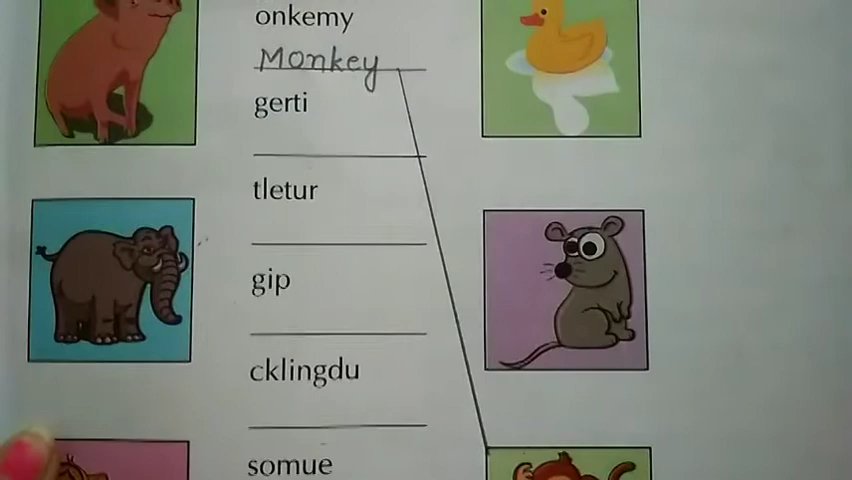 onkemy
Monkey
gerti
tletur
gip
cklingdu
somue